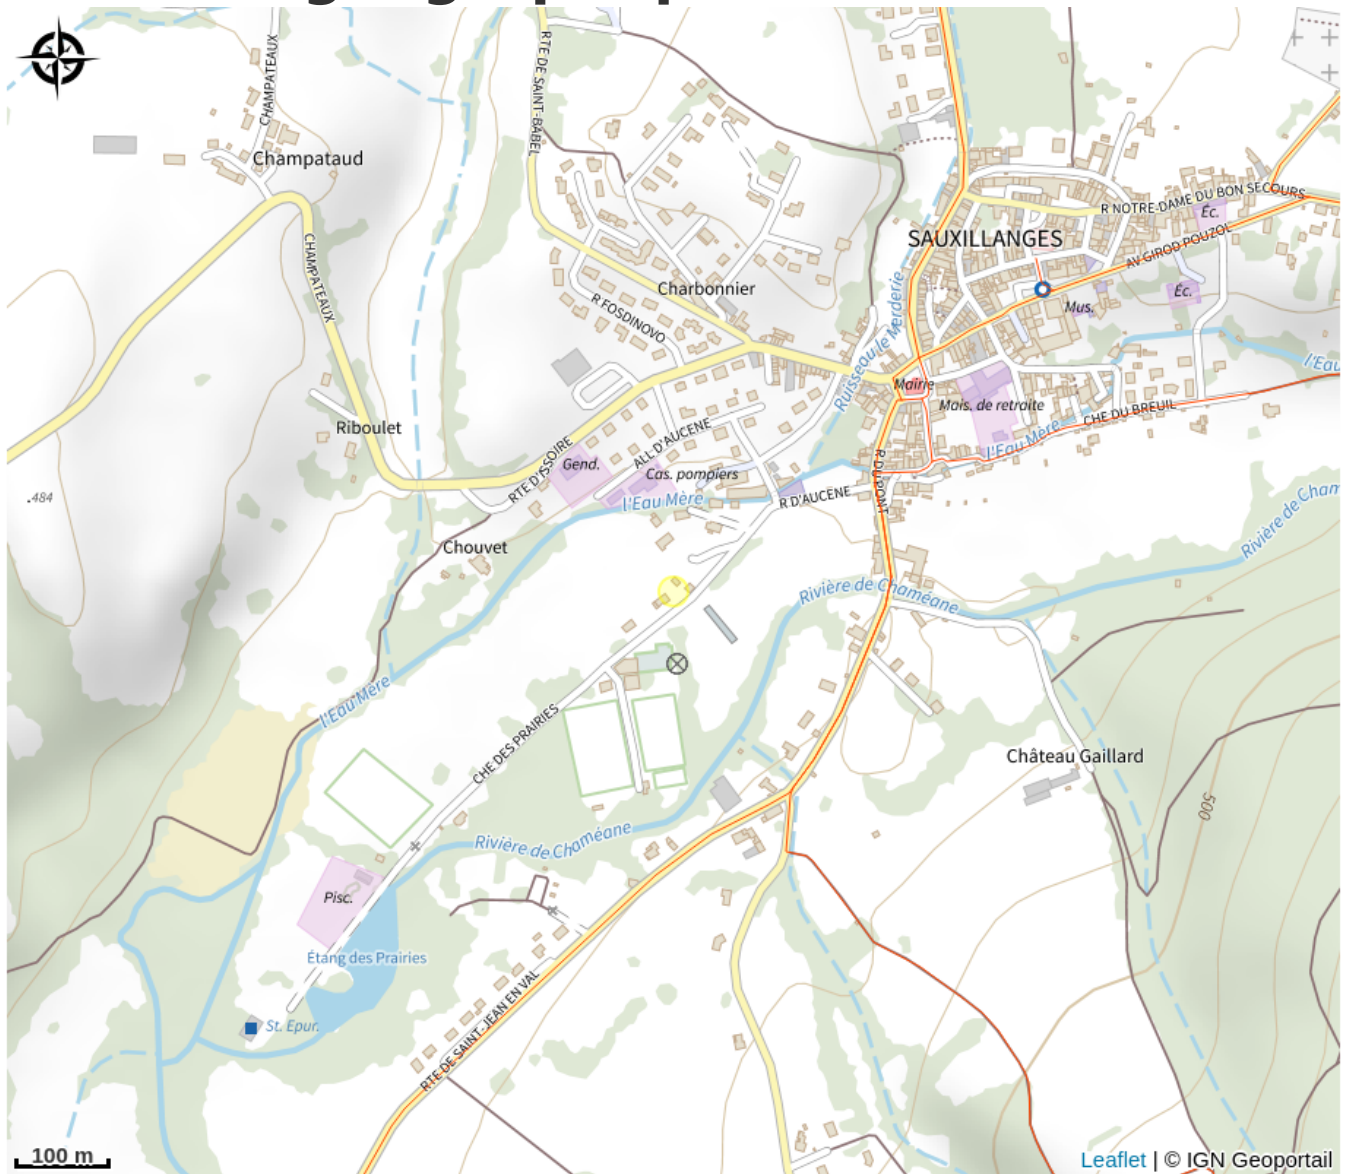 CHAMPATEAUX
RTE DE SAINT-BABEL
Champataud
R NOTRE-DAME DU BON SECOURS
Éc.
SAUXILLANGES
AV GIROD POUZOL
CHAMPATEAUX
Charbonnier
Éc.
Mus.
R FOSDINOVO
Ruisseau le Merderie
l'Eau
Mairie
Mais. de retraite
CHE DU BREUIL
Riboulet
ALL D'AUCENE
l'Eau Mère
RTE D'ISSOIRE
Gend.
Cas. pompiers
R DU PONT
.484
l'Eau Mère
R D'AUCENE
Rivière de Cham
Chouvet
Rivière de Chaméane
l'Eau Mère
CHE DES PRAIRIES
Château Gaillard
500
Rivière de Chaméane
Pisc.
Étang des Prairies
St. Epur.
RTE DE SAINT-JEAN EN VAL
100 m
Leaflet | © IGN Geoportail